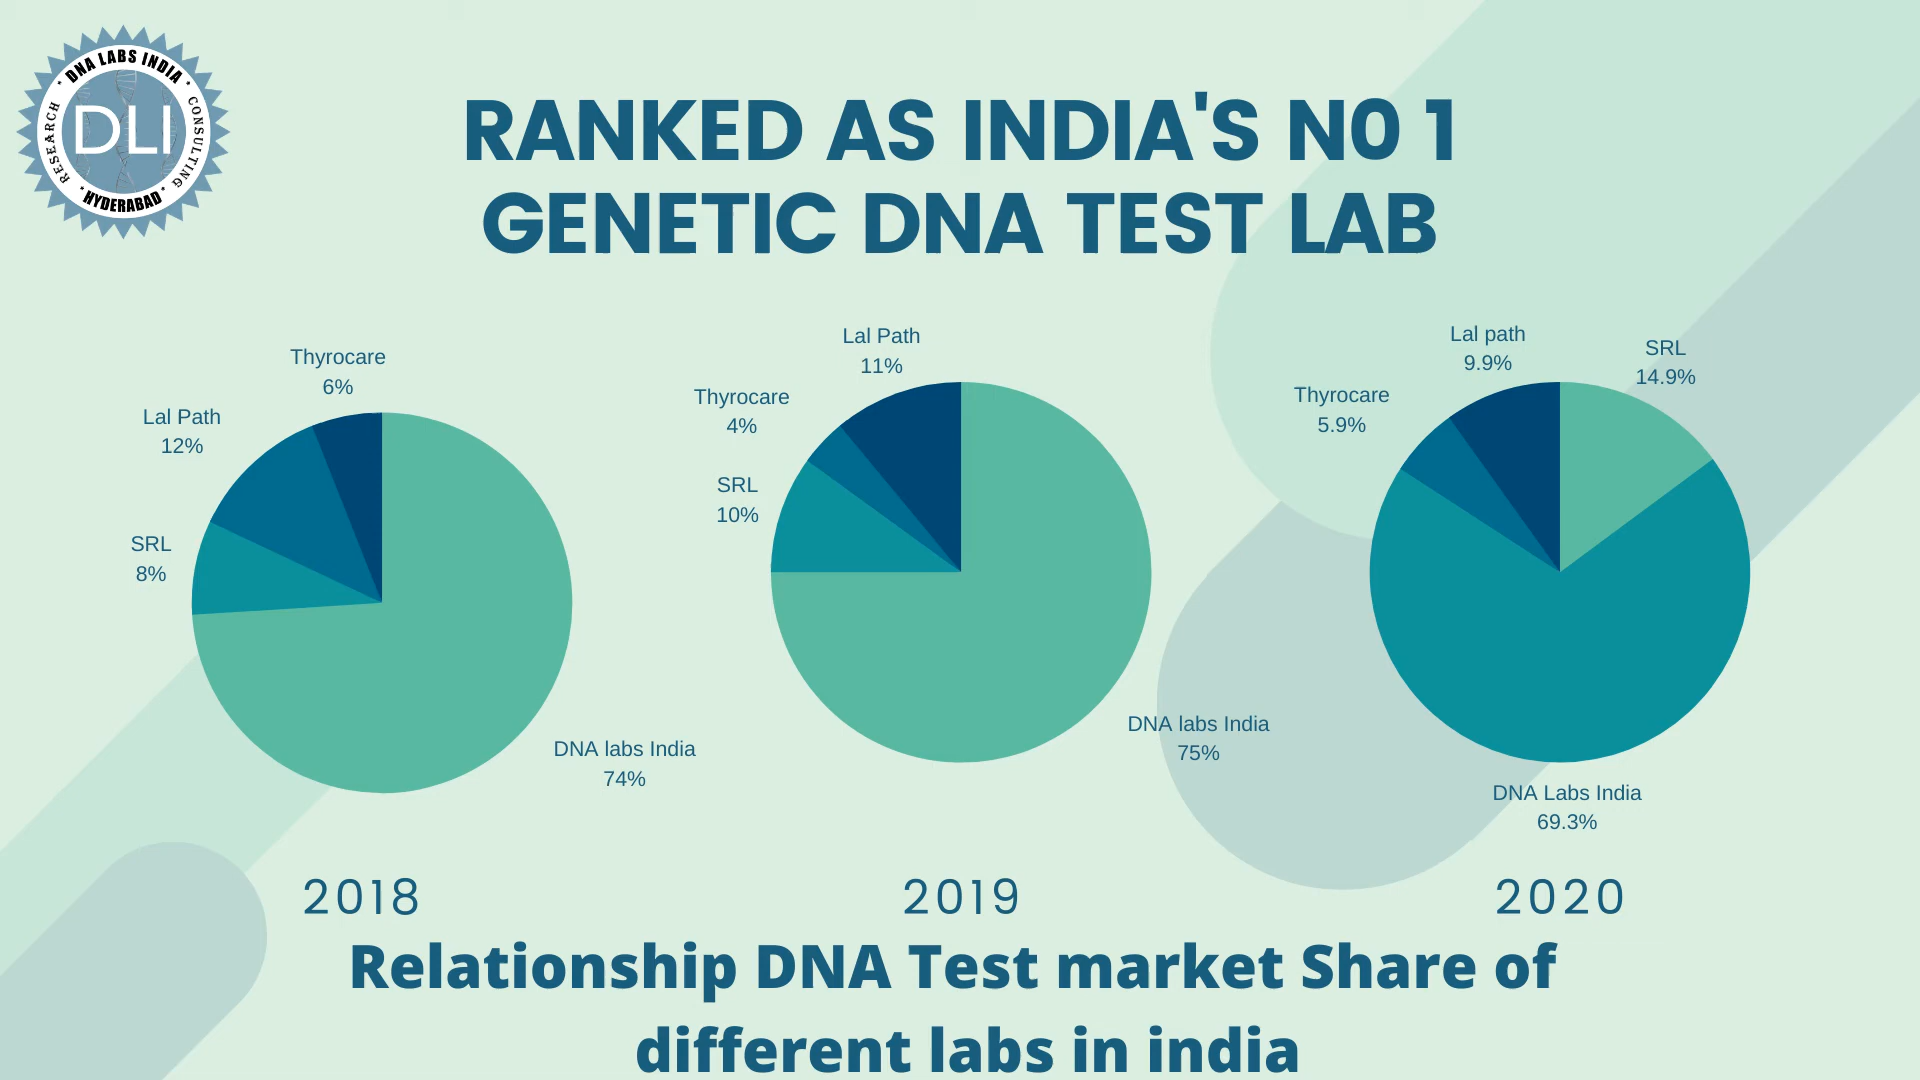 DNA LABS INDIA
RESEARCH
CONSULTING
DLI
HYDERABAD
RANKED AS INDIA'S N0 1
GENETIC DNA TEST LAB
Thyrocare
6%
Lal Path
12%
SRL
8%
DNA labs India
74%
Lal Path
11%
Thyrocare
4%
SRL
10%
DNA labs India
75%
Lal path
9.9%
SRL
14.9%
Thyrocare
5.9%
DNA Labs India
69.3%
2018
2019
2020
Relationship DNA Test market Share of
different labs in india